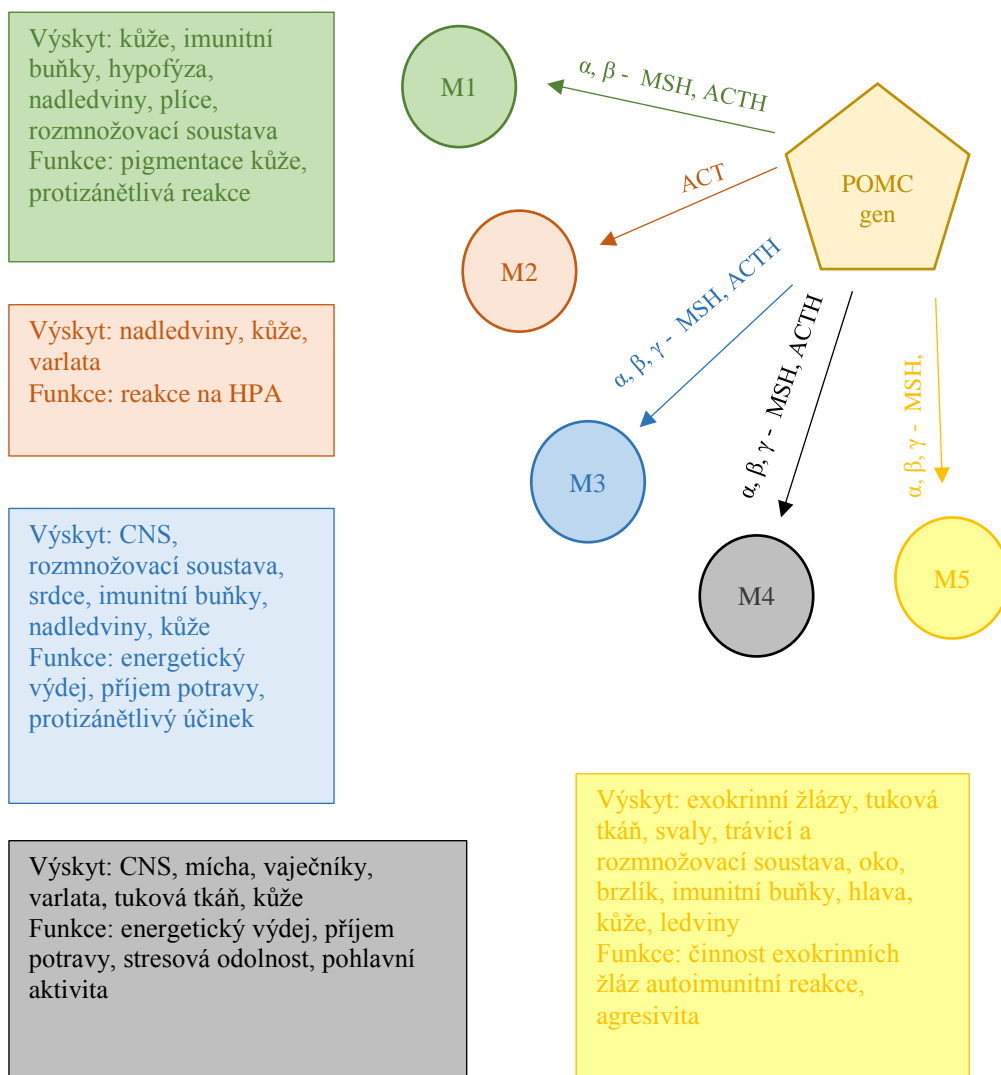 Výskyt: kůže, imunitní
buňky, hypofýza,
nadledviny, plíce,
rozmnožovací soustava
Funkce: pigmentace kůže,
protizánětlivá reakce
M1
α, β - MSH, ACTH
POMC
gen
ACT
M2
Výskyt: nadledviny, kůže,
varlata
Funkce: reakce na HPA
α, β, γ - MSH, ACTH
M3
α, β, γ - MSH, ACTH
M4
α, β, γ - MSH,
M5
Výskyt: CNS,
rozmnožovací soustava,
srdce, imunitní buňky,
nadledviny, kůže
Funkce: energetický
výdej, příjem potravy,
protizánětlivý účinek
Výskyt: CNS, mícha, vaječníky,
varlata, tuková tkáň, kůže
Funkce: energetický výdej, příjem
potravy, stresová odolnost, pohlavní
aktivita
Výskyt: exokrinní žlázy, tuková
tkáň, svaly, trávicí a
rozmnožovací soustava, oko,
brzlík, imunitní buňky, hlava,
kůže, ledviny
Funkce: činnost exokrinních
žláz autoimunitní reakce,
agresivita